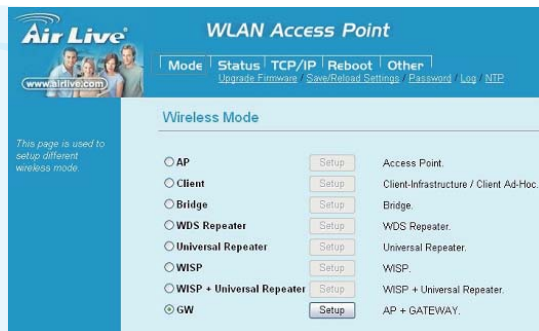 Air Live
www.airlive.com
WLAN Access Point
Mode Status TCP/IP Reboot Other
Upgrade Firmware / Save/Reload Settings / Password / Log / NTP
This page is used to
setup different
wireless mode.
Wireless Mode
AP Setup Access Point.
Client Setup Client-Infrastructure / Client Ad-Hoc.
Bridge Setup Bridge.
WDS Repeater Setup WDS Repeater.
Universal Repeater Setup Universal Repeater.
WISP Setup WISP.
WISP + Universal Repeater Setup WISP + Universal Repeater.
GW Setup AP + GATEWAY.